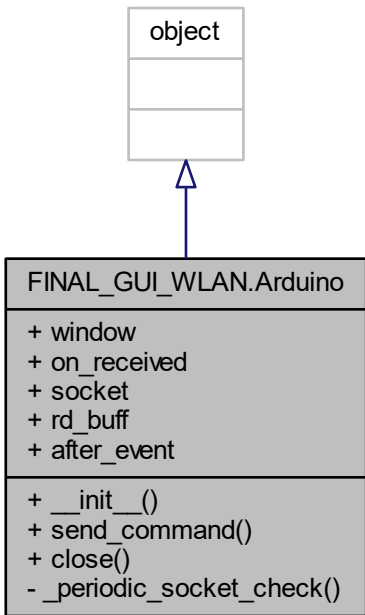 object
FINAL_GUI_WLAN.Arduino
+ window
+ on_received
+ socket
+ rd_buff
+ after_event
+ __init__()
+ send_command()
+ close()
- _periodic_socket_check()